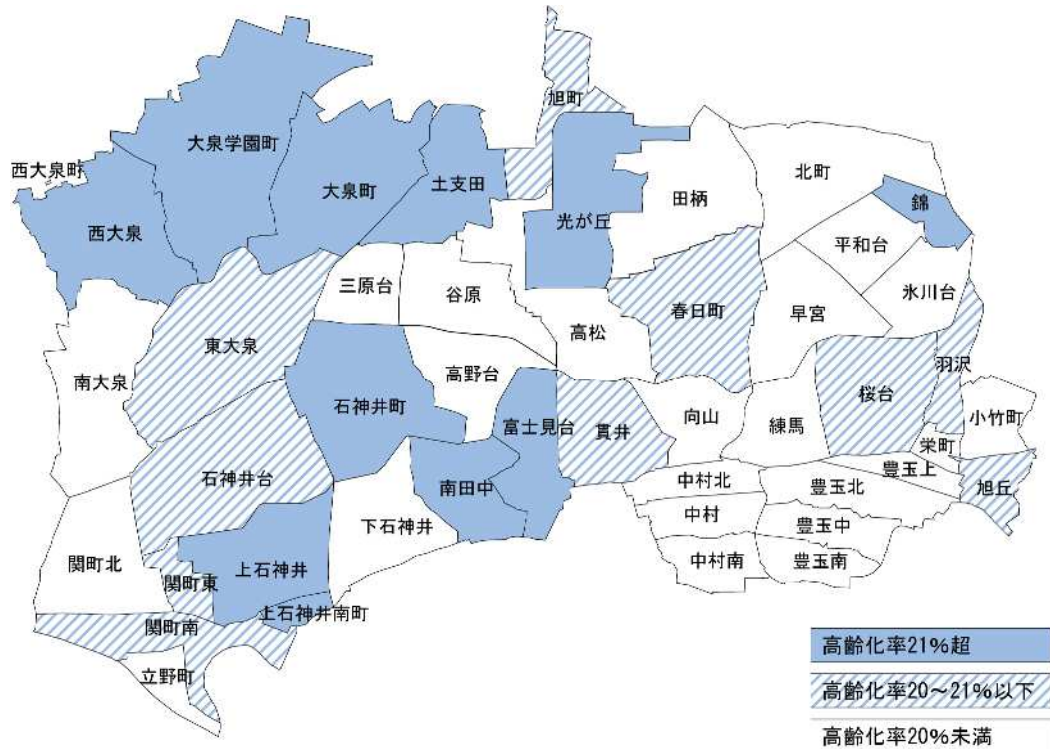 旭町
大泉学園町
北町
西大泉町
大泉町
土支田
田柄
錦
光が丘
西大泉
平和台
三原台
谷原
氷川台
春日町
早宮
高松
東大泉
羽沢
高野台
南大泉
桜台
石神井町
向山
練馬
小竹町
富士見台
貫井
栄町
豊玉上
石神井台
中村北
豊玉北
旭丘
南田中
中村
豊玉中
下石神井
中村南
豊玉南
関町北
上石神井
関町東
上石神井南町
関町南
立野町
高齢化率21%超
高齢化率20～21%以下
高齢化率20%未満